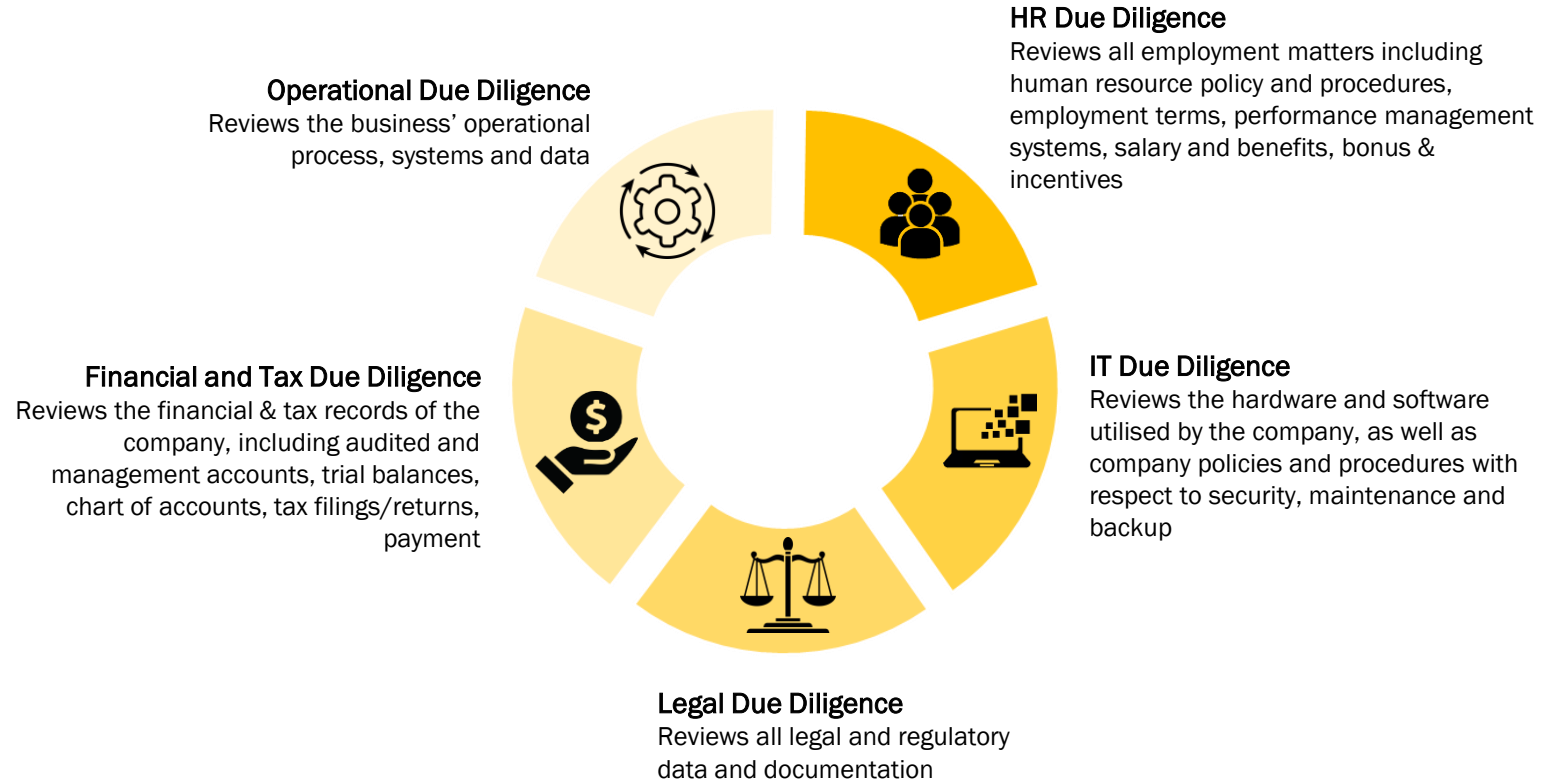 HR Due Diligence
Reviews all employment matters including
human resource policy and procedures,
employment terms, performance management
systems, salary and benefits, bonus &
incentives
IT Due Diligence
Reviews the hardware and software
utilised by the company, as well as
company policies and procedures with
respect to security, maintenance and
backup
Legal Due Diligence
Reviews all legal and regulatory
data and documentation
Financial and Tax Due Diligence
Reviews the financial & tax records of the
company, including audited and
management accounts, trial balances,
chart of accounts, tax filings/returns,
payment
Operational Due Diligence
Reviews the business’ operational
process, systems and data
$